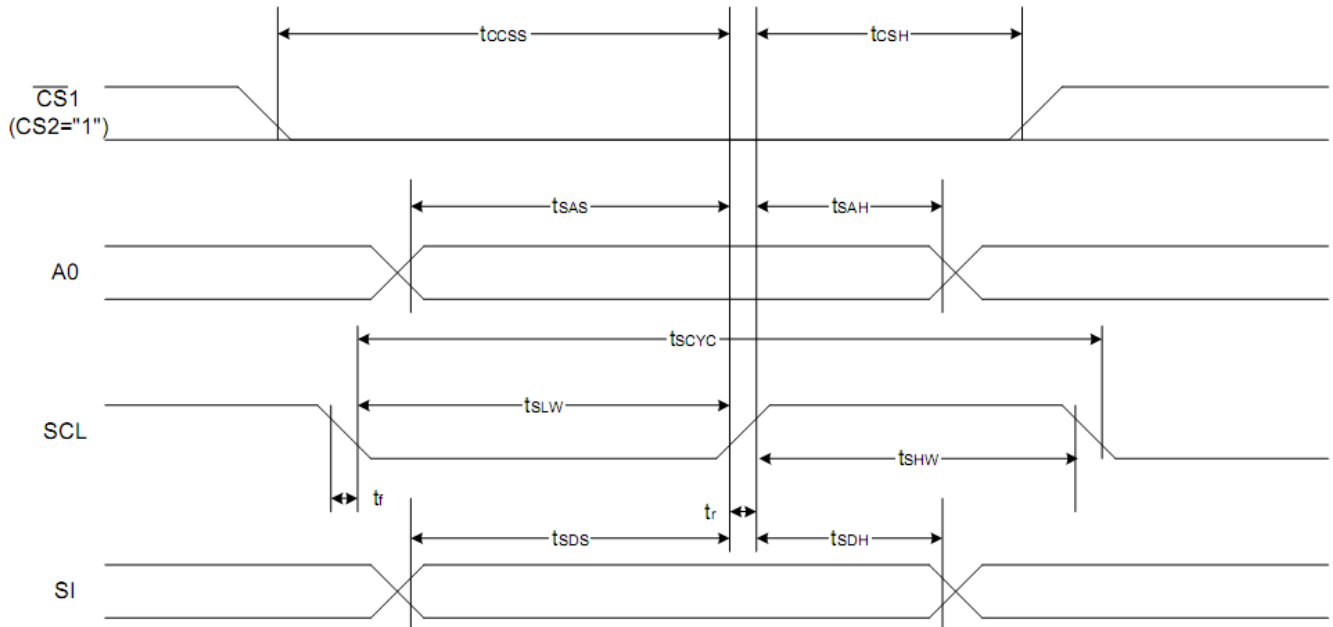 tCCSS
tCSH
CS1
(CS2="1")
tSAS
tSAH
A0
tSCYC
tSLW
SCL
tSHW
tf
tr
tSDS
tSDH
SI